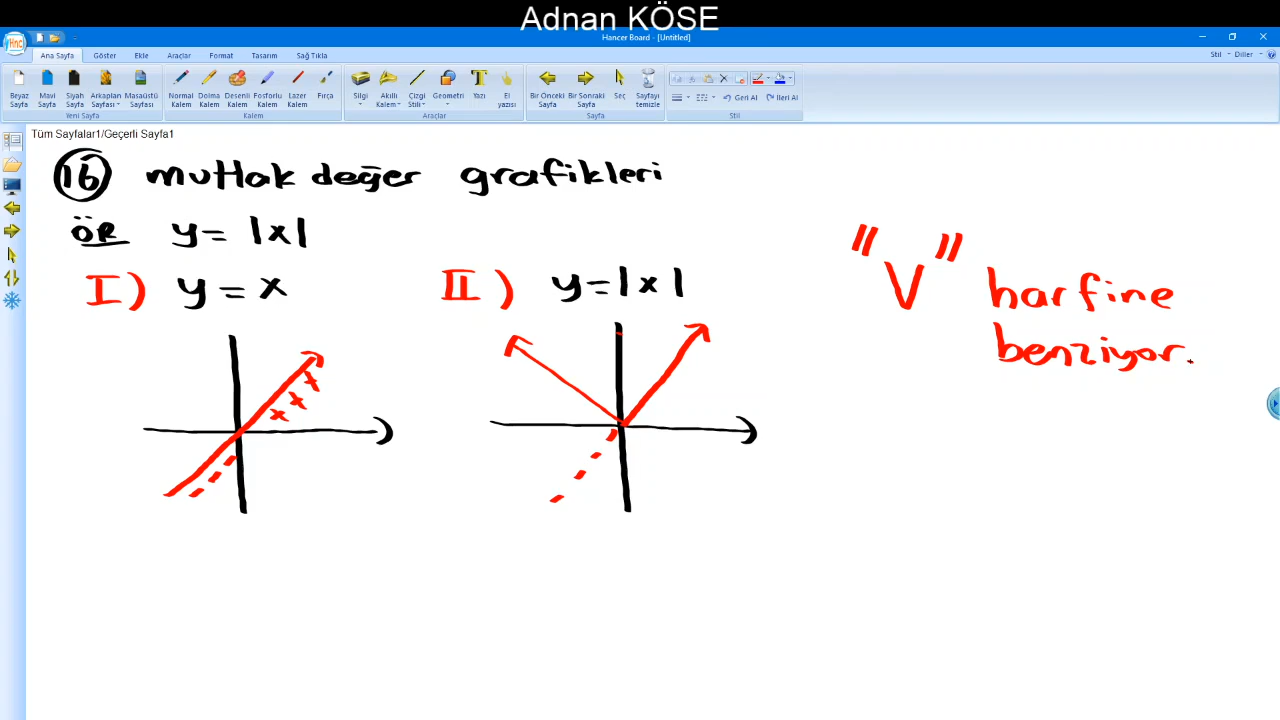 Adnan KÖSE
Hancer Board - [Untitled]
Hnc
Ana Sayfa Göster Ekle Araçlar Format Tasarım Sağ Tıkla
Stil Diller
Beyaz Sayfa Mavi Sayfa Siyah Sayfa Arkaplan Sayfası Masaüstü Sayfası
Yeni Sayfa
Normal Kalem Dolma Kalem Desenli Kalem Fosforlu Kalem Lazer Kalem Fırça
Kalem
Silgi Akıllı Kalem Çizgi Stili Geometri Yazı El yazısı
Araçlar
Bir Önceki Sayfa Bir Sonraki Sayfa Seç Sayfayı temizle
Sayfa
Geri Al İleri Al
Stil
Tüm Sayfalar1/Geçerli Sayfa1
16 mutlak değer grafikleri
ÖR y = |x|
I) y = x
II) y = |x|
"V" harfine
benziyor.